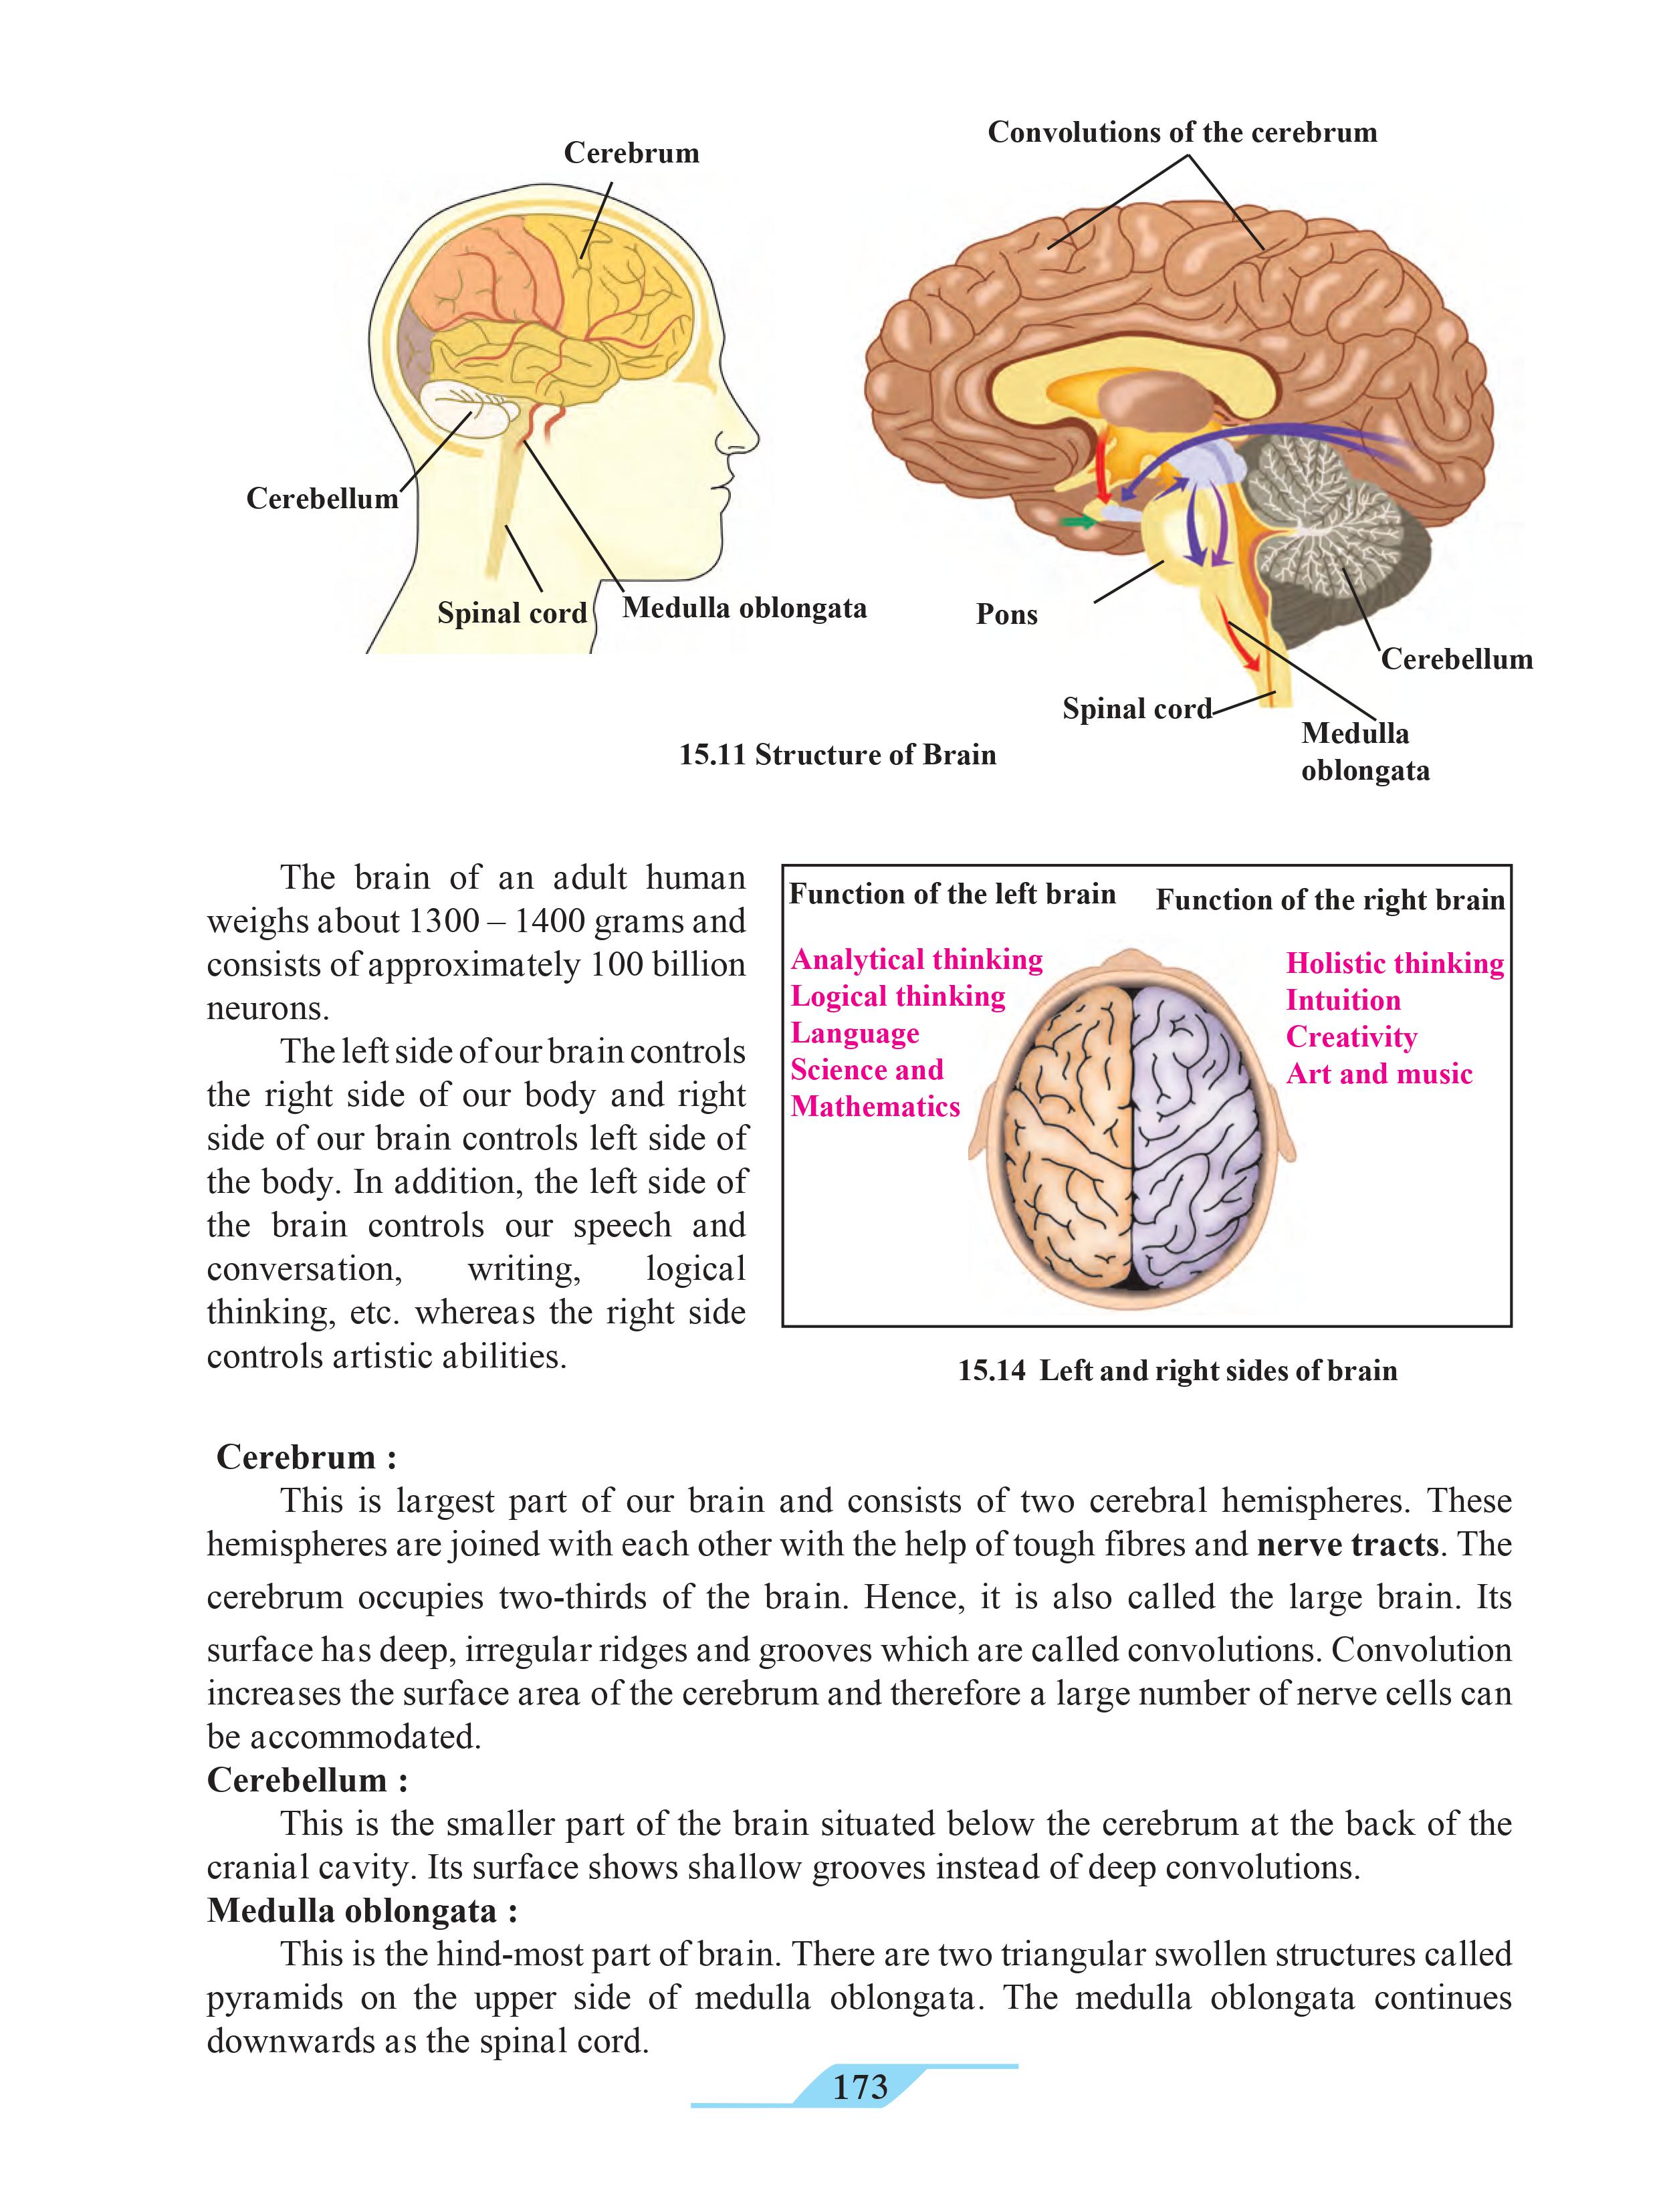 Cerebrum
Convolutions of the cerebrum
Cerebellum
Spinal cord
Medulla oblongata
Pons
Cerebellum
Spinal cord
Medulla
oblongata
15.11 Structure of Brain
The brain of an adult human
weighs about 1300 – 1400 grams and
consists of approximately 100 billion
neurons.
The left side of our brain controls
the right side of our body and right
side of our brain controls left side of
the body. In addition, the left side of
the brain controls our speech and
conversation, writing, logical
thinking, etc. whereas the right side
controls artistic abilities.
Function of the left brain
Analytical thinking
Logical thinking
Language
Science and
Mathematics
Function of the right brain
Holistic thinking
Intuition
Creativity
Art and music
15.14 Left and right sides of brain
Cerebrum :
This is largest part of our brain and consists of two cerebral hemispheres. These
hemispheres are joined with each other with the help of tough fibres and nerve tracts. The
cerebrum occupies two-thirds of the brain. Hence, it is also called the large brain. Its
surface has deep, irregular ridges and grooves which are called convolutions. Convolution
increases the surface area of the cerebrum and therefore a large number of nerve cells can
be accommodated.
Cerebellum :
This is the smaller part of the brain situated below the cerebrum at the back of the
cranial cavity. Its surface shows shallow grooves instead of deep convolutions.
Medulla oblongata :
This is the hind-most part of brain. There are two triangular swollen structures called
pyramids on the upper side of medulla oblongata. The medulla oblongata continues
downwards as the spinal cord.
173